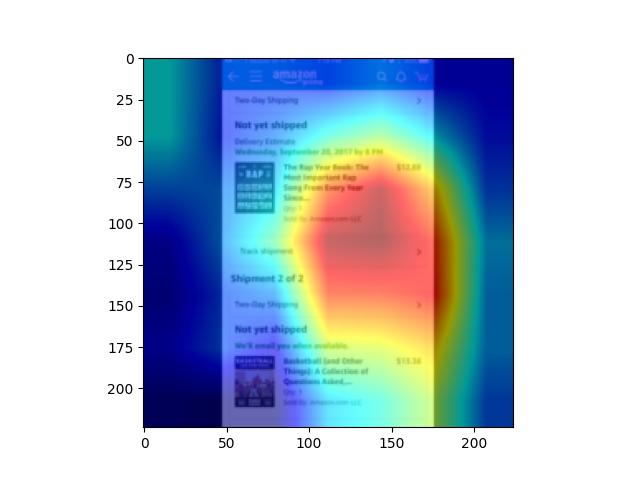 amazon
prime
Two-Day Shipping
Not yet shipped
Delivery Estimate
Wednesday, September 20, 2017 by 8 PM
RAP
The Rap Year Book: The
Most Important Rap
Song From Every Year
Since...
$12.69
Qty: 1
Sold by: Amazon.com LLC
Track shipment
Shipment 2 of 2
Two-Day Shipping
Not yet shipped
We'll email you when available.
BASKETBALL
Basketball (and Other
Things): A Collection of
Questions Asked,...
Qty: 1
Sold by: Amazon.com LLC
0
25
50
75
100
125
150
175
200
0 50 100 150 200